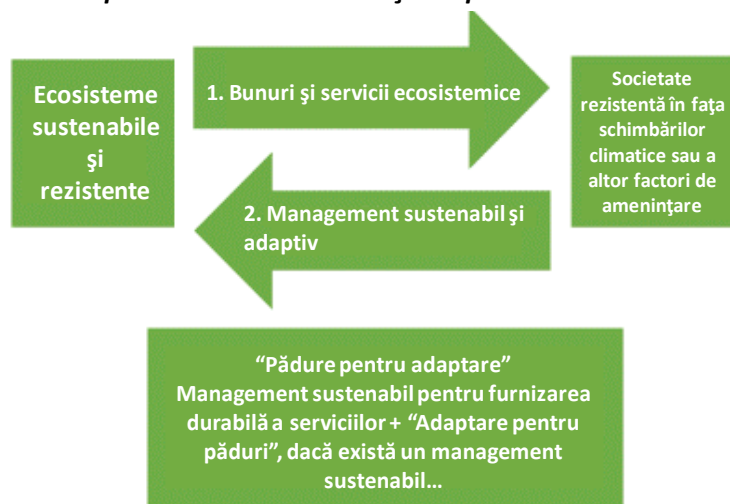 Ecosisteme
sustenabile
şi
rezistente
1. Bunuri şi servicii ecosistemice
Societate
rezistentă în faţa
schimbărilor
climatice sau a
altor factori de
ameninţare
2. Management sustenabil şi
adaptiv
“Pădure pentru adaptare”
Management sustenabil pentru furnizarea
durabilă a serviciilor + “Adaptare pentru
păduri”, dacă există un management
sustenabil…